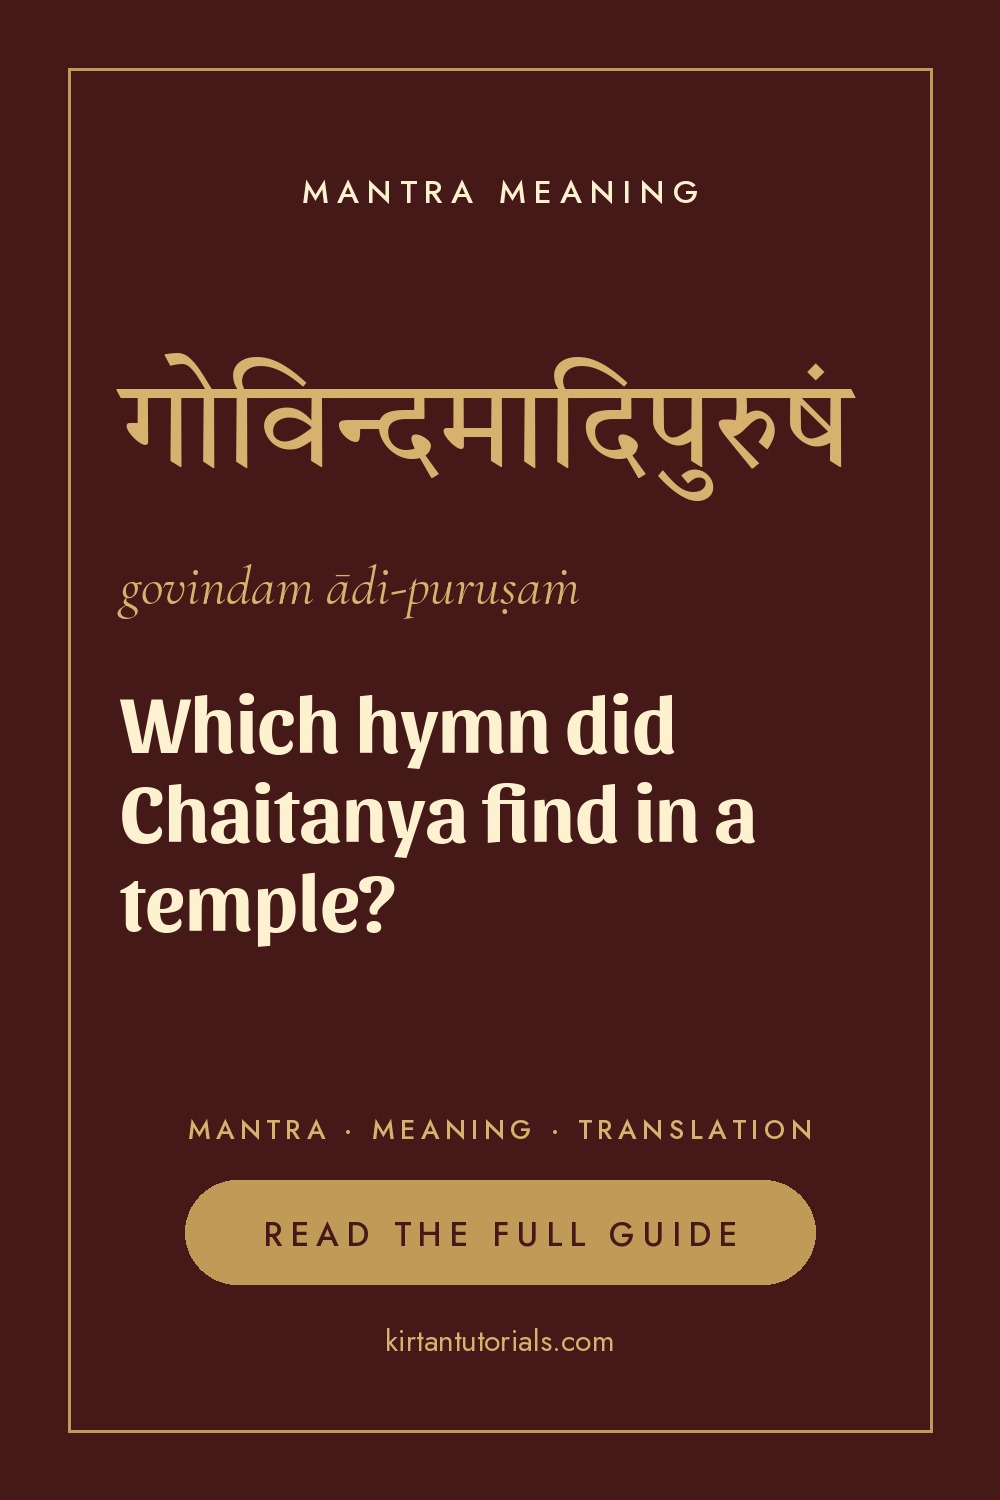 MANTRA MEANING
गोविन्दमादिपुरुषं
govindam ādi-puruṣaṁ
Which hymn did
Chaitanya find in a
temple?
MANTRA · MEANING · TRANSLATION
READ THE FULL GUIDE
kirtantutorials.com